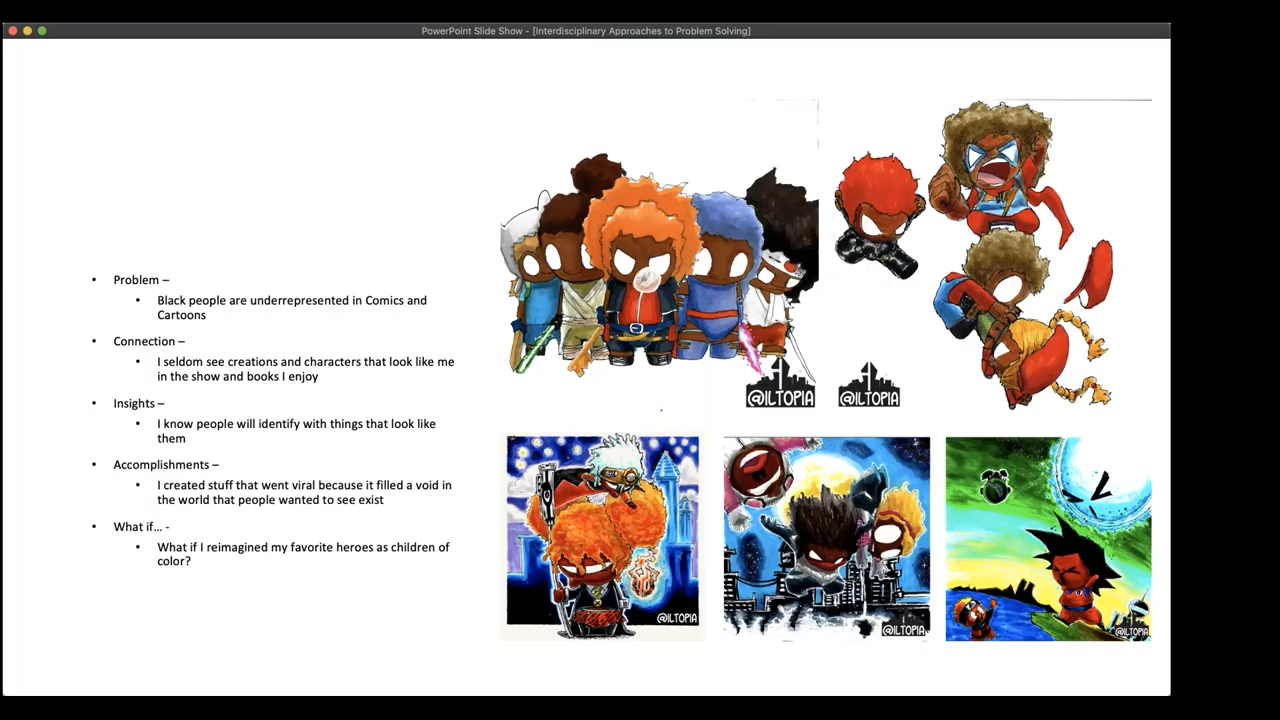 PowerPoint Slide Show - [Interdisciplinary Approaches to Problem Solving]
• Problem –
• Black people are underrepresented in Comics and
Cartoons
• Connection –
• I seldom see creations and characters that look like me
in the show and books I enjoy
• Insights –
• I know people will identify with things that look like
them
• Accomplishments –
• I created stuff that went viral because it filled a void in
the world that people wanted to see exist
• What if... -
• What if I reimagined my favorite heroes as children of
color?
@ILTOPIA
@ILTOPIA
@ILTOPIA
@ILTOPIA
@ILTOPIA